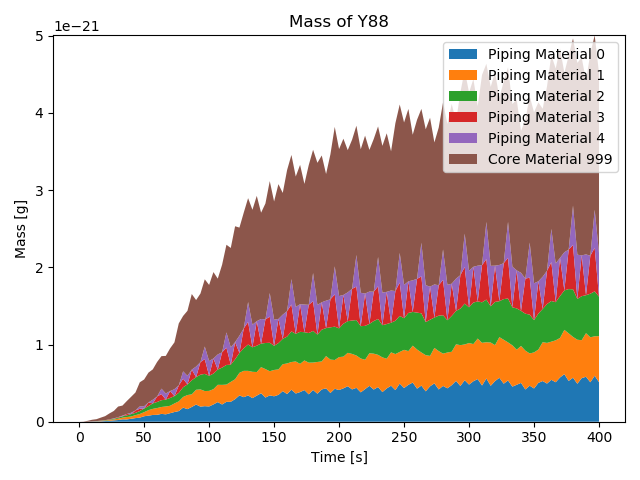 Mass of Y88
1e−21
5
4
3
2
1
0
Mass [g]
Piping Material 0
Piping Material 1
Piping Material 2
Piping Material 3
Piping Material 4
Core Material 999
0 50 100 150 200 250 300 350 400
Time [s]